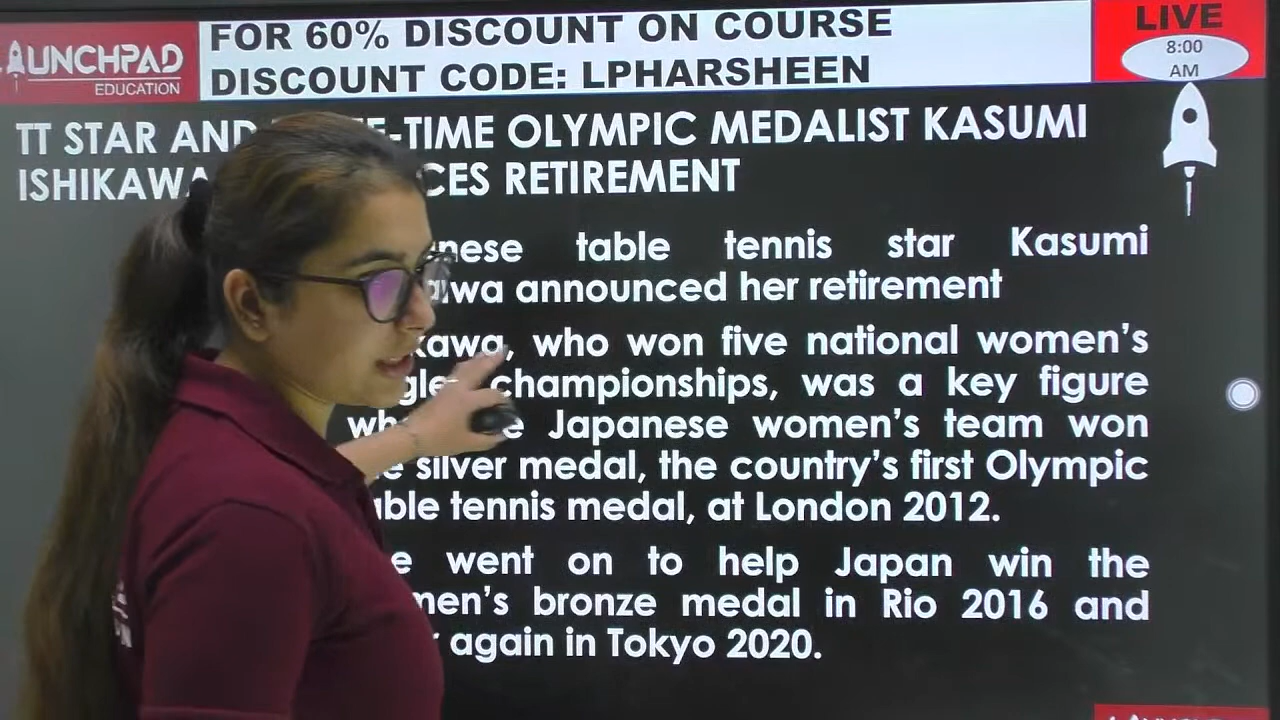 FOR 60% DISCOUNT ON COURSE
DISCOUNT CODE: LPHARSHEEN
UNCHPAD
EDUCATION
LIVE
8:00
AM
TT STAR AND -TIME OLYMPIC MEDALIST KASUMI
ISHIKAWA CES RETIREMENT
nese table tennis star Kasumi
wa announced her retirement
kawa, who won five national women's
championships, was a key figure
wh Japanese women's team won
silver medal, the country's first Olympic
able tennis medal, at London 2012.
e went on to help Japan win the
men's bronze medal in Rio 2016 and
again in Tokyo 2020.